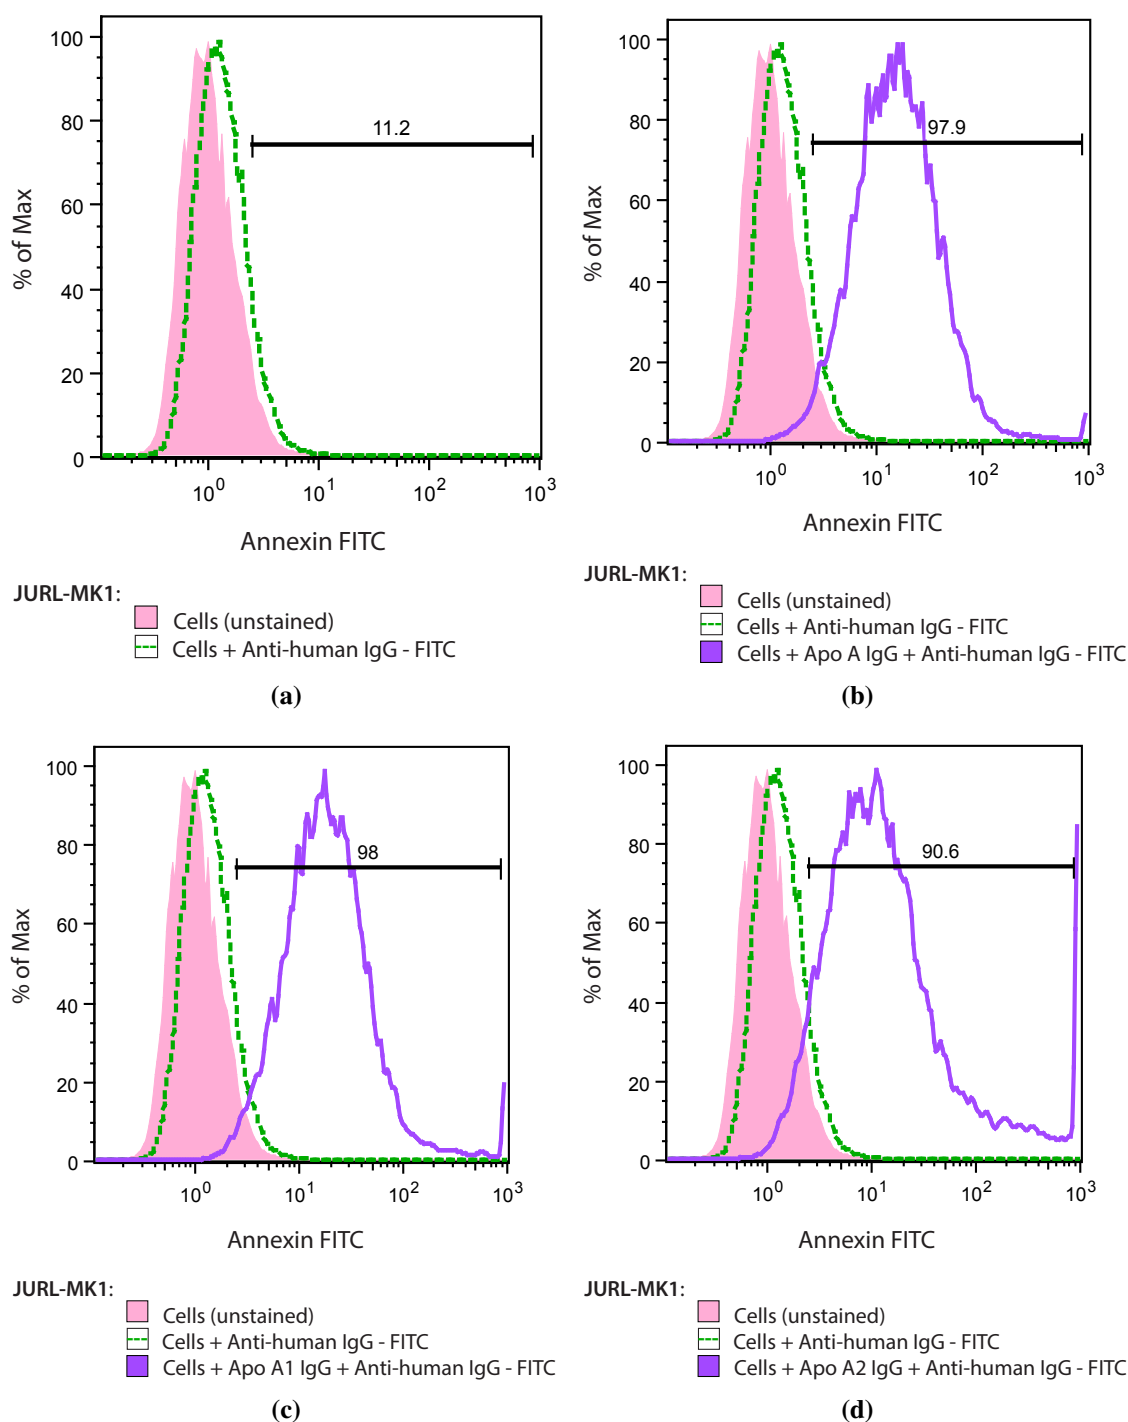 100
80
60
40
20
0
% of Max
11.2
10^0
10^1
10^2
10^3
Annexin FITC
JURL-MK1:
Cells (unstained)
Cells + Anti-human IgG - FITC
(a)
100
80
60
40
20
0
% of Max
97.9
10^0
10^1
10^2
10^3
Annexin FITC
JURL-MK1:
Cells (unstained)
Cells + Anti-human IgG - FITC
Cells + Apo A IgG + Anti-human IgG - FITC
(b)
100
80
60
40
20
0
% of Max
98
10^0
10^1
10^2
10^3
Annexin FITC
JURL-MK1:
Cells (unstained)
Cells + Anti-human IgG - FITC
Cells + Apo A1 IgG + Anti-human IgG - FITC
(c)
100
80
60
40
20
0
% of Max
90.6
10^0
10^1
10^2
10^3
Annexin FITC
JURL-MK1:
Cells (unstained)
Cells + Anti-human IgG - FITC
Cells + Apo A2 IgG + Anti-human IgG - FITC
(d)